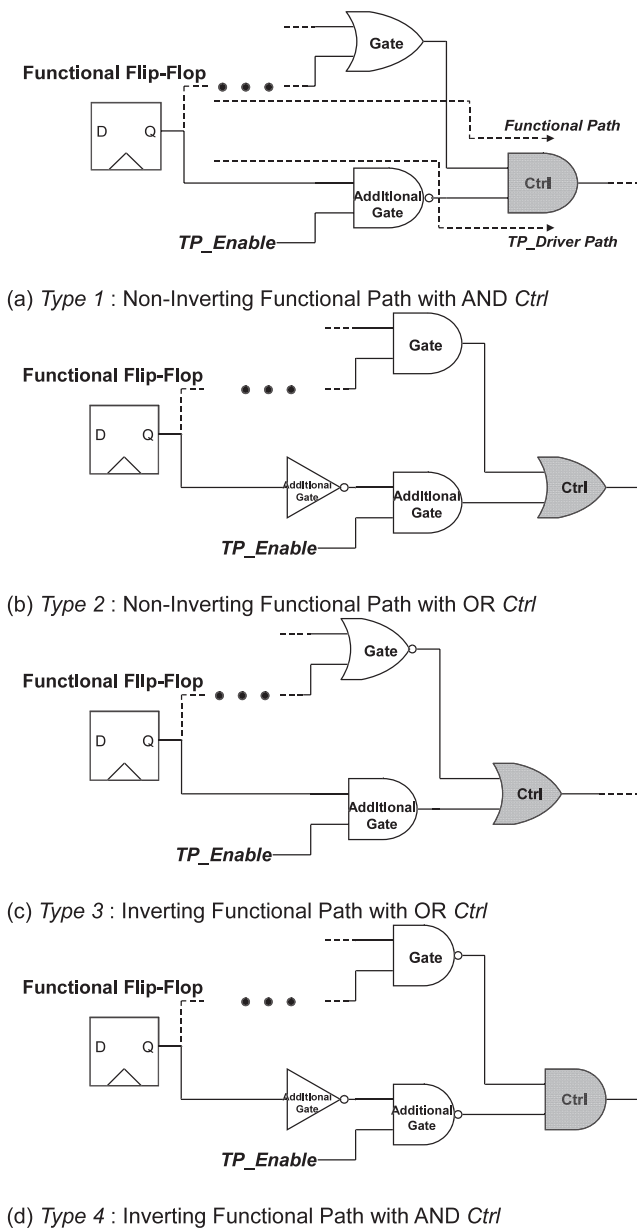 Gate
Functional Flip-Flop
D Q
Functional Path
Ctrl
Additional
Gate
TP_Enable
TP_Driver Path
(a) Type 1 : Non-Inverting Functional Path with AND Ctrl
Gate
Functional Flip-Flop
D Q
Ctrl
Additional
Gate
Additional
Gate
TP_Enable
(b) Type 2 : Non-Inverting Functional Path with OR Ctrl
Gate
Functional Flip-Flop
D Q
Ctrl
Additional
Gate
TP_Enable
(c) Type 3 : Inverting Functional Path with OR Ctrl
Gate
Functional Flip-Flop
D Q
Additional
Gate
Ctrl
Additional
Gate
TP_Enable
(d) Type 4 : Inverting Functional Path with AND Ctrl